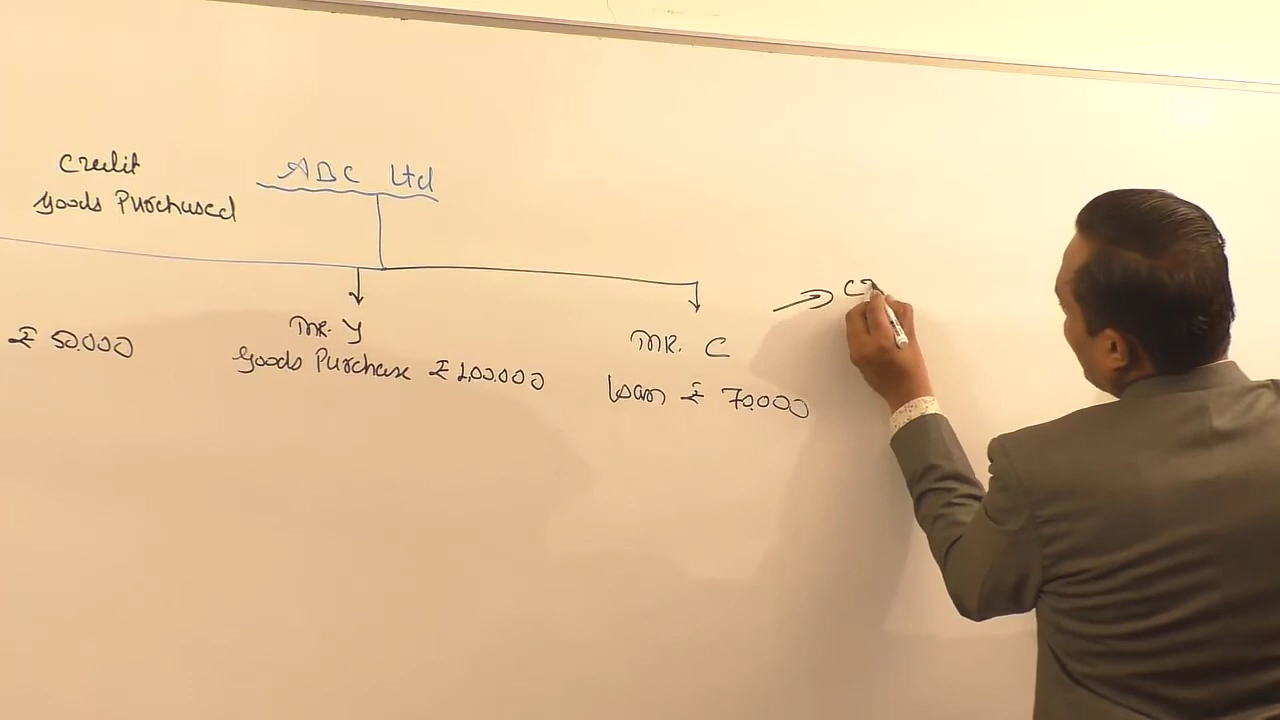 Credit
Goods Purchased
ABC Ltd
₹ 50,000
MR. Y
Goods Purchase ₹ 1,00,000
MR. C
Loan ₹ 70,000